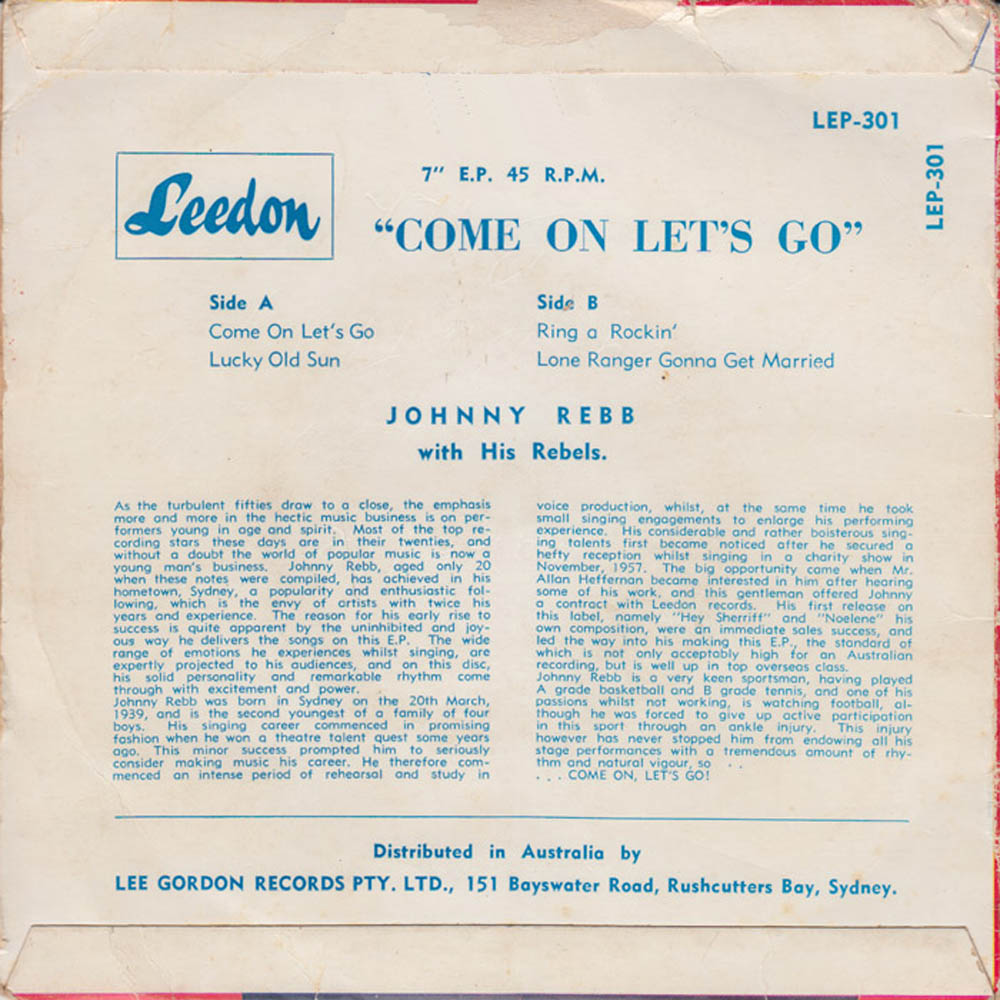 LEP-301
LEP-301
Leedon
7" E.P. 45 R.P.M.
"COME ON LET'S GO"
Side A
Come On Let's Go
Lucky Old Sun
Side B
Ring a Rockin'
Lone Ranger Gonna Get Married
JOHNNY REBB
with His Rebels.
As the turbulent fifties draw to a close, the emphasis
more and more in the hectic music business is on per-
formers young in age and spirit. Most of the top re-
cording stars these days are in their twenties, and
without a doubt the world of popular music is now a
young man's business. Johnny Rebb, aged only 20
when these notes were compiled, has achieved in his
hometown, Sydney, a popularity and enthusiastic fol-
lowing, which is the envy of artists with twice his
years and experience. The reason for his early rise to
success is quite apparent by the uninhibited and joy-
ous way he delivers the songs on this E.P. The wide
range of emotions he experiences whilst singing, are
expertly projected to his audiences, and on this disc,
his solid personality and remarkable rhythm come
through with excitement and power.
Johnny Rebb was born in Sydney on the 20th March,
1939, and is the second youngest of a family of four
boys. His singing career commenced in promising
fashion when he won a theatre talent quest some years
ago. This minor success prompted him to seriously
consider making music his career. He therefore com-
menced an intense period of rehearsal and study in
voice production, whilst, at the same time he took
small singing engagements to enlarge his performing
experience. His considerable and rather boisterous sing-
ing talents first became noticed after he secured a
hefty reception whilst singing in a charity show in
November, 1957. The big opportunity came when Mr.
Allan Heffernan became interested in him after hearing
some of his work, and this gentleman offered Johnny
a contract with Leedon records. His first release on
this label, namely "Hey Sherriff" and "Noelene" his
own composition, were an immediate sales success, and
led the way into his making this E.P., the standard of
which is not only acceptably high for an Australian
recording, but is well up in top overseas class.
Johnny Rebb is a very keen sportsman, having played
A grade basketball and B grade tennis, and one of his
passions whilst not working, is watching football, al-
though he was forced to give up active participation
in this sport through an ankle injury. This injury
however has never stopped him from endowing all his
stage performances with a tremendous amount of rhy-
thm and natural vigour, so . .
. . . COME ON, LET'S GO!
Distributed in Australia by
LEE GORDON RECORDS PTY. LTD., 151 Bayswater Road, Rushcutters Bay, Sydney.